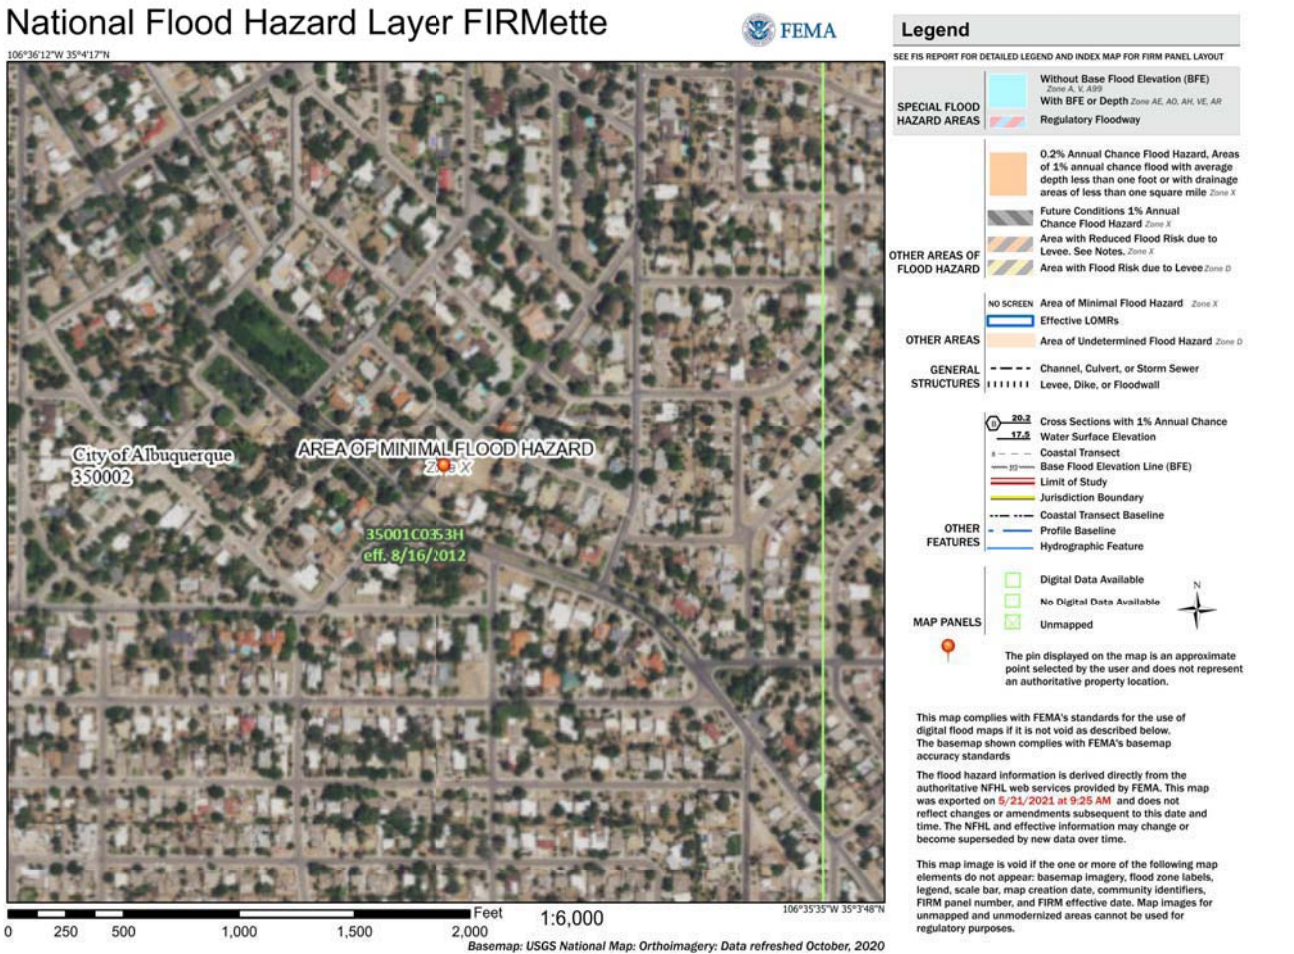 National Flood Hazard Layer FIRMette
FEMA
106°36'12"W 35°4'17"N
City of Albuquerque
350002
AREA OF MINIMAL FLOOD HAZARD
Zone X
35001C0353H
eff. 8/16/2012
106°35'35"W 35°3'48"N
0 250 500 1,000 1,500 2,000
Feet
1:6,000
Basemap: USGS National Map: Orthoimagery: Data refreshed October, 2020
Legend
SEE FIS REPORT FOR DETAILED LEGEND AND INDEX MAP FOR FIRM PANEL LAYOUT
SPECIAL FLOOD
HAZARD AREAS
Without Base Flood Elevation (BFE)
Zone A, V, A99
With BFE or Depth Zone AE, AO, AH, VE, AR
Regulatory Floodway
0.2% Annual Chance Flood Hazard, Areas
of 1% annual chance flood with average
depth less than one foot or with drainage
areas of less than one square mile Zone X
Future Conditions 1% Annual
Chance Flood Hazard Zone X
Area with Reduced Flood Risk due to
Levee. See Notes. Zone X
Area with Flood Risk due to Levee Zone D
OTHER AREAS OF
FLOOD HAZARD
NO SCREEN Area of Minimal Flood Hazard Zone X
Effective LOMRs
OTHER AREAS
Area of Undetermined Flood Hazard Zone D
GENERAL
STRUCTURES
Channel, Culvert, or Storm Sewer
Levee, Dike, or Floodwall
B 20.2 Cross Sections with 1% Annual Chance
17.5 Water Surface Elevation
8 Coastal Transect
513 Base Flood Elevation Line (BFE)
Limit of Study
Jurisdiction Boundary
Coastal Transect Baseline
OTHER
FEATURES
Profile Baseline
Hydrographic Feature
Digital Data Available
No Digital Data Available
MAP PANELS
Unmapped
N
The pin displayed on the map is an approximate
point selected by the user and does not represent
an authoritative property location.
This map complies with FEMA's standards for the use of
digital flood maps if it is not void as described below.
The basemap shown complies with FEMA's basemap
accuracy standards
The flood hazard information is derived directly from the
authoritative NFHL web services provided by FEMA. This map
was exported on 5/21/2021 at 9:25 AM and does not
reflect changes or amendments subsequent to this date and
time. The NFHL and effective information may change or
become superseded by new data over time.
This map image is void if the one or more of the following map
elements do not appear: basemap imagery, flood zone labels,
legend, scale bar, map creation date, community identifiers,
FIRM panel number, and FIRM effective date. Map images for
unmapped and unmodernized areas cannot be used for
regulatory purposes.